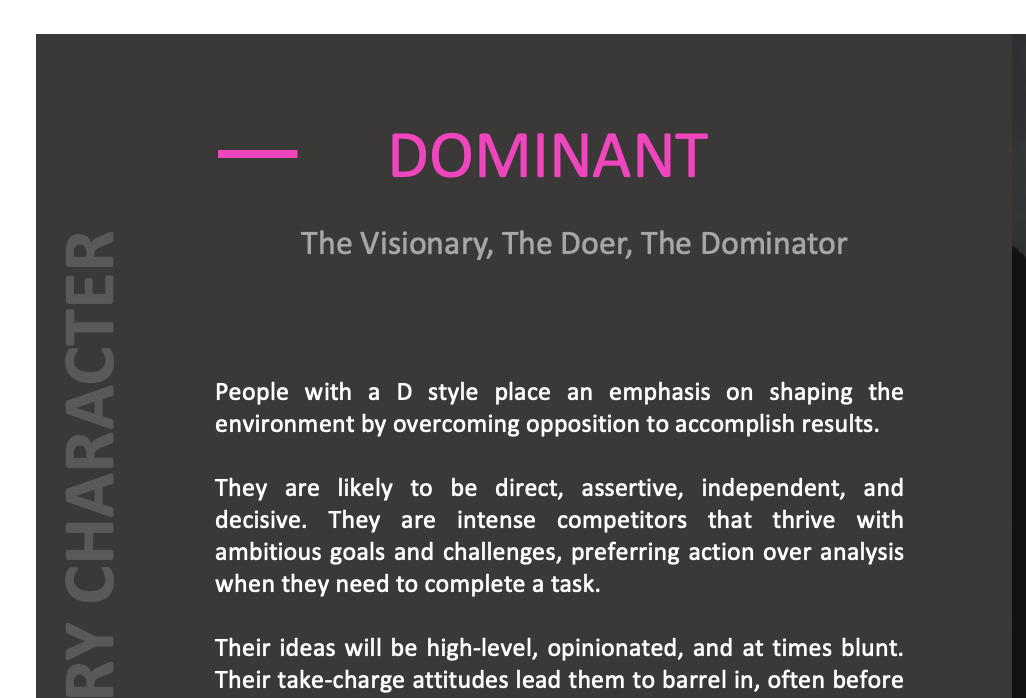 DOMINANT
The Visionary, The Doer, The Dominator
RY CHARACTER
People with a D style place an emphasis on shaping the
environment by overcoming opposition to accomplish results.
They are likely to be direct, assertive, independent, and
decisive. They are intense competitors that thrive with
ambitious goals and challenges, preferring action over analysis
when they need to complete a task.
Their ideas will be high-level, opinionated, and at times blunt.
Their take-charge attitudes lead them to barrel in, often before